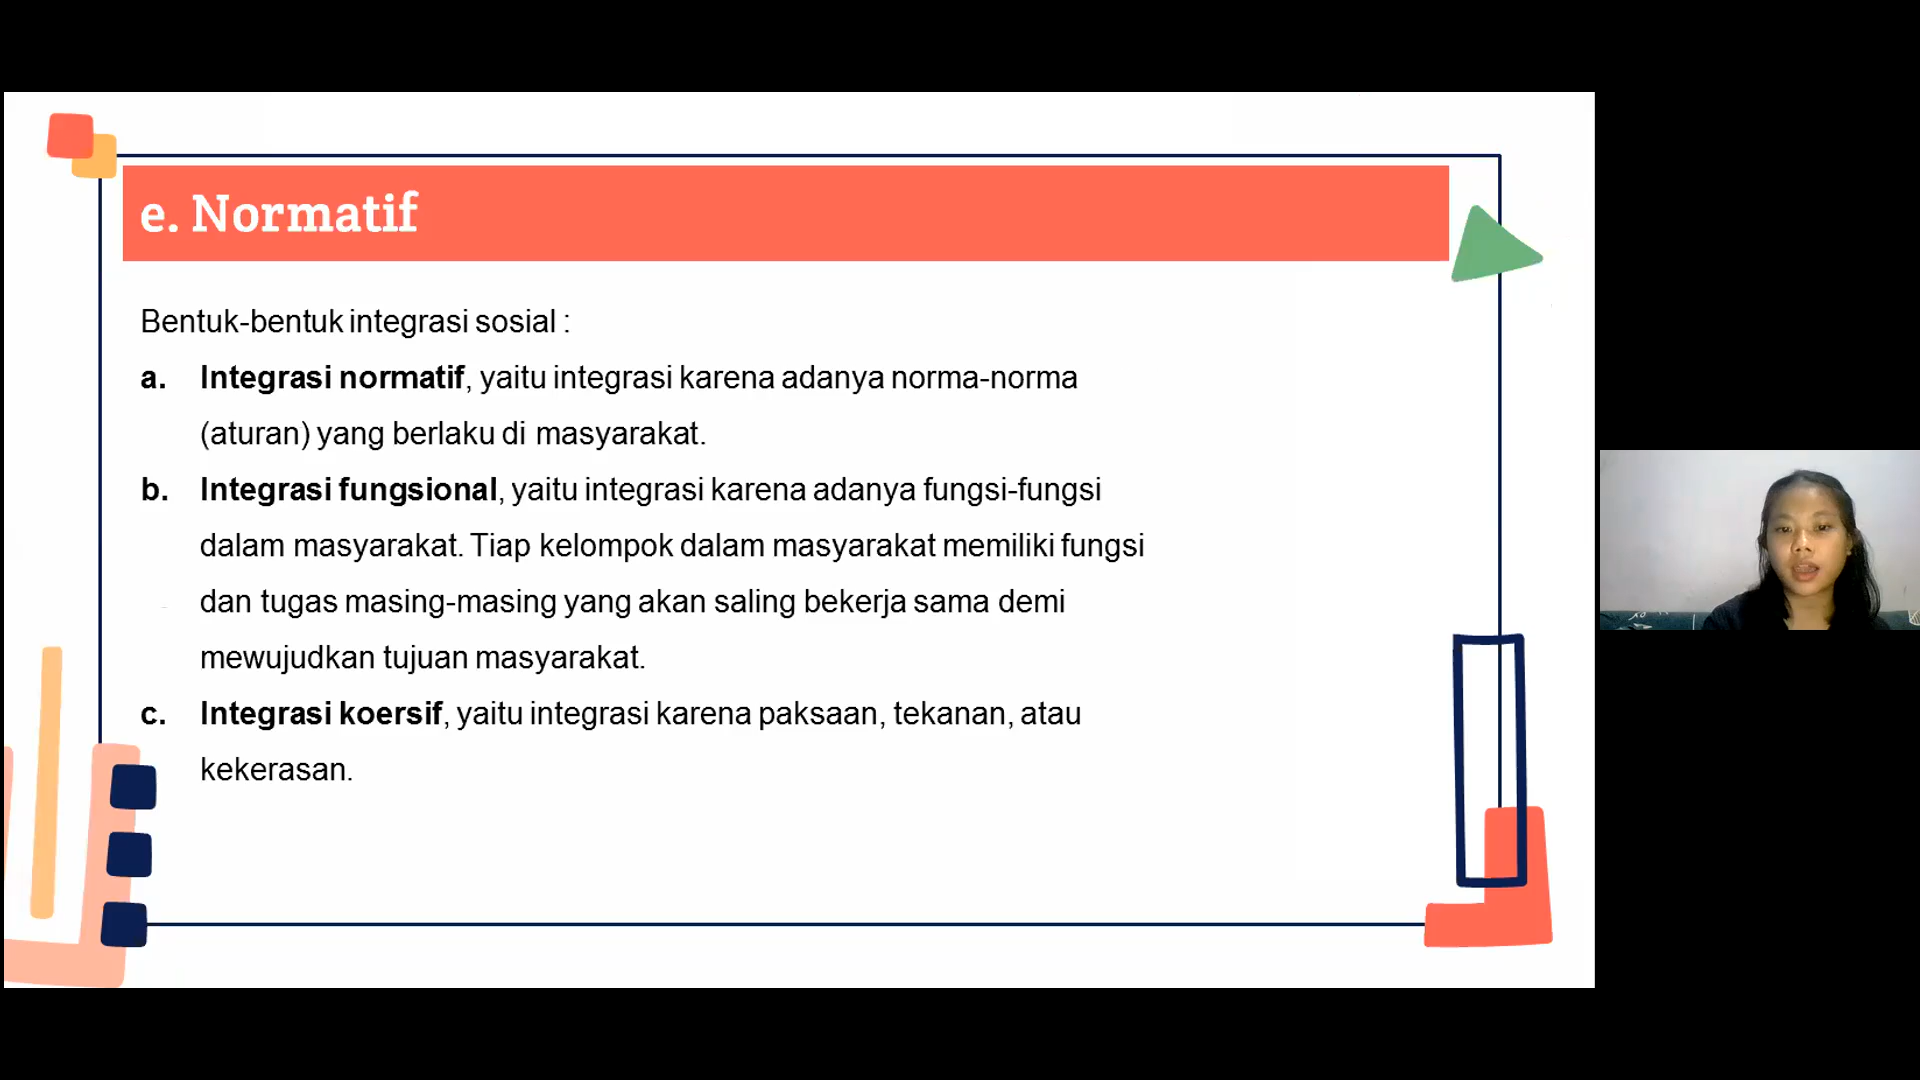 e. Normatif
Bentuk-bentuk integrasi sosial :
a. Integrasi normatif, yaitu integrasi karena adanya norma-norma
(aturan) yang berlaku di masyarakat.
b. Integrasi fungsional, yaitu integrasi karena adanya fungsi-fungsi
dalam masyarakat. Tiap kelompok dalam masyarakat memiliki fungsi
dan tugas masing-masing yang akan saling bekerja sama demi
mewujudkan tujuan masyarakat.
c. Integrasi koersif, yaitu integrasi karena paksaan, tekanan, atau
kekerasan.